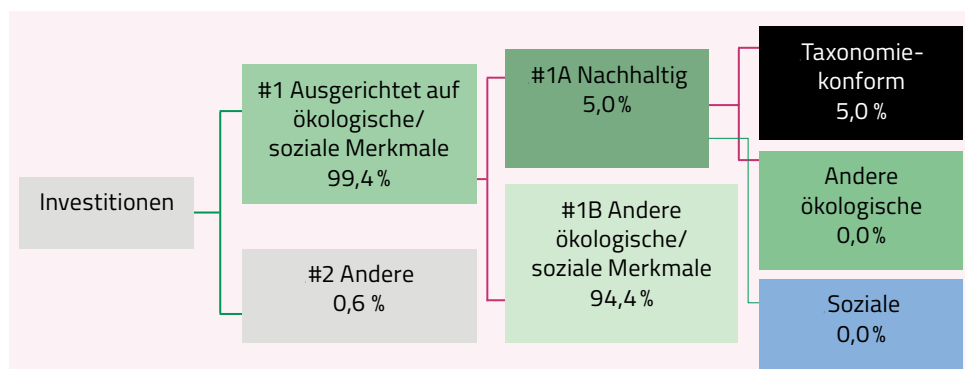 Investitionen
#1 Ausgerichtet auf
ökologische/
soziale Merkmale
99,4 %
#2 Andere
0,6 %
#1A Nachhaltig
5,0 %
#1B Andere
ökologische/
soziale Merkmale
94,4 %
Taxonomie-
konform
5,0 %
Andere
ökologische
0,0 %
Soziale
0,0 %